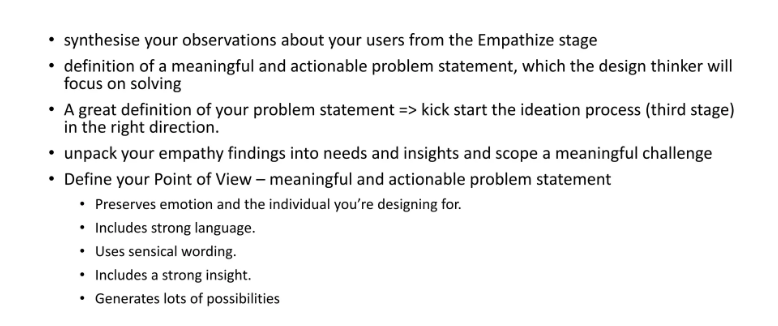 • synthesise your observations about your users from the Empathize stage
• definition of a meaningful and actionable problem statement, which the design thinker will
focus on solving
• A great definition of your problem statement => kick start the ideation process (third stage)
in the right direction.
• unpack your empathy findings into needs and insights and scope a meaningful challenge
• Define your Point of View – meaningful and actionable problem statement
• Preserves emotion and the individual you're designing for.
• Includes strong language.
• Uses sensical wording.
• Includes a strong insight.
• Generates lots of possibilities